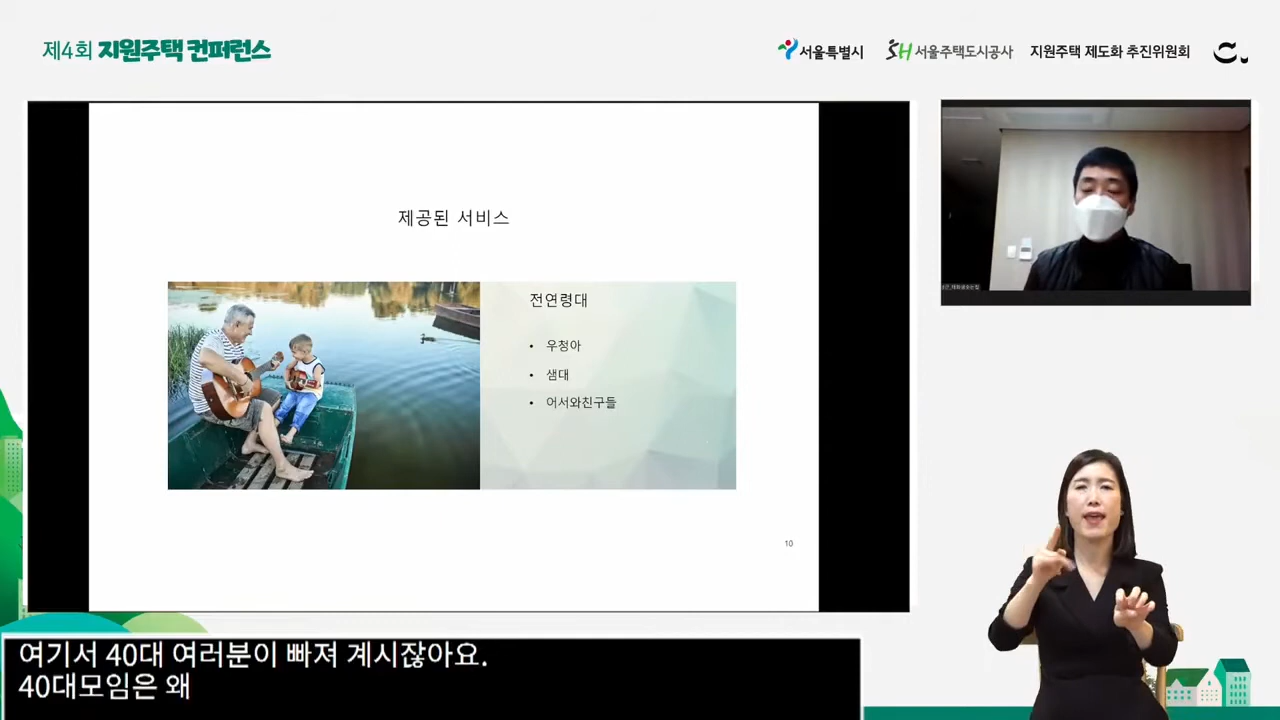 제4회 지원주택 컨퍼런스
서울특별시
SH 서울주택도시공사
지원주택 제도화 추진위원회
제공된 서비스
전연령대
• 우청아
• 샘대
• 어서와친구들
10
여기서 40대 여러분이 빠져 계시잖아요.
40대모임은 왜